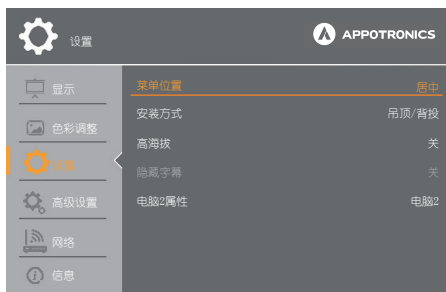 设置
APPOTRONICS
显示
色彩调整
设置
高级设置
网络
信息
菜单位置 居中
安装方式 吊顶/背投
高海拔 关
隐藏字幕 关
电脑2属性 电脑2